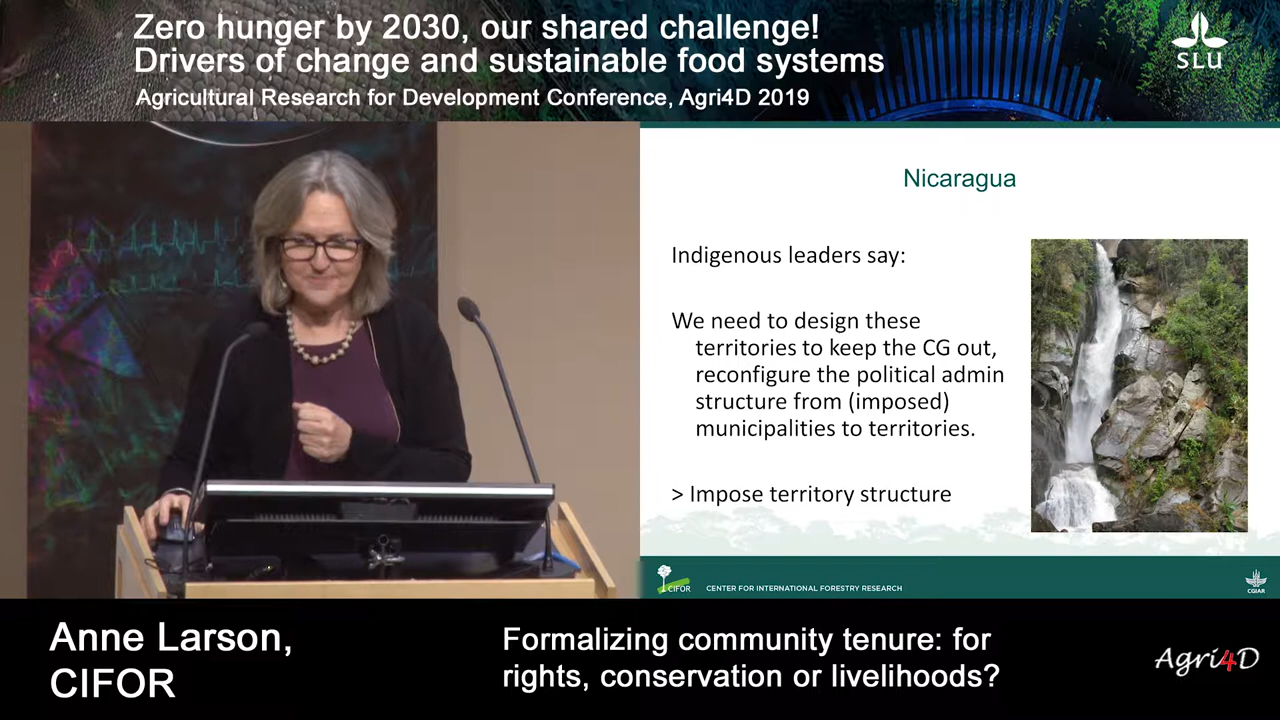 Zero hunger by 2030, our shared challenge!
Drivers of change and sustainable food systems
Agricultural Research for Development Conference, Agri4D 2019
SLU
Nicaragua
Indigenous leaders say:
We need to design these
territories to keep the CG out,
reconfigure the political admin
structure from (imposed)
municipalities to territories.
> Impose territory structure
CIFOR
CENTER FOR INTERNATIONAL FORESTRY RESEARCH
CGIAR
Anne Larson,
CIFOR
Formalizing community tenure: for
rights, conservation or livelihoods?
Agri4D